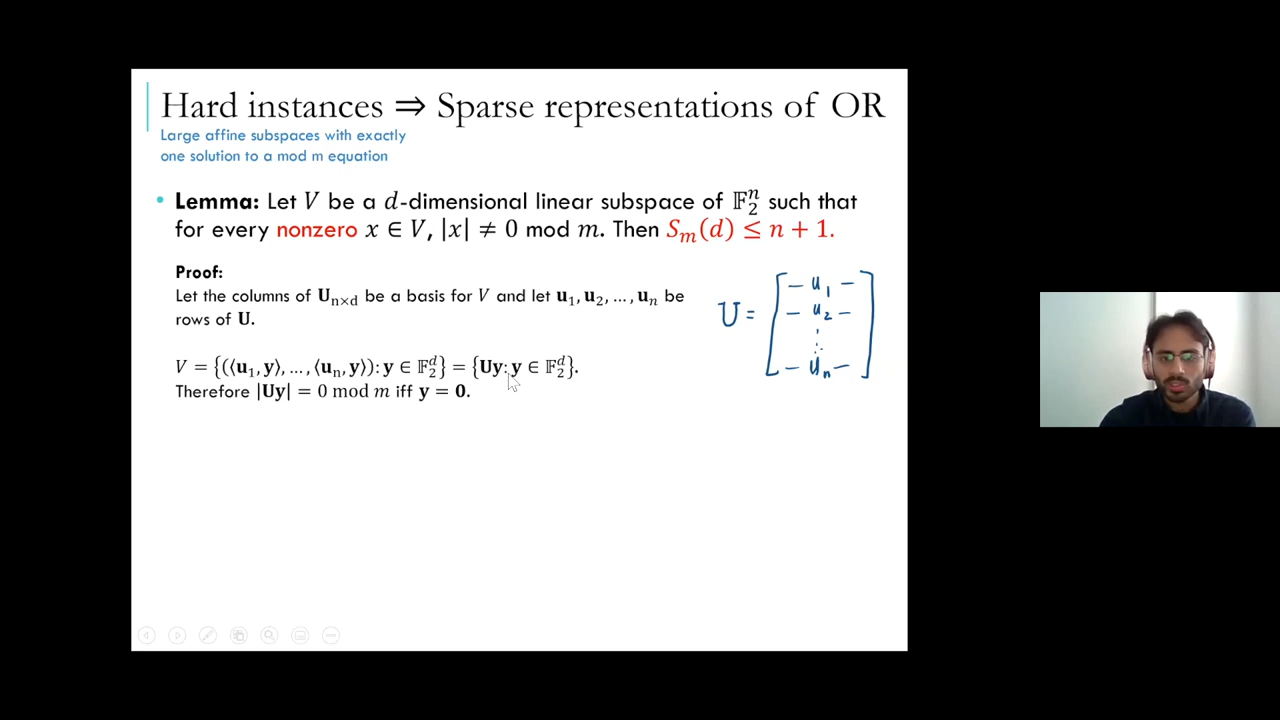 Hard instances ⇒ Sparse representations of OR
Large affine subspaces with exactly
one solution to a mod m equation
• Lemma: Let V be a d-dimensional linear subspace of 𝔽₂ⁿ such that
for every nonzero x ∈ V, |x| ≠ 0 mod m. Then Sₘ(d) ≤ n + 1.
Proof:
Let the columns of Uₙₓd be a basis for V and let u₁, u₂, …, uₙ be
rows of U.
V = {(⟨u₁, y⟩, …, ⟨uₙ, y⟩): y ∈ 𝔽₂ᵈ} = {Uy: y ∈ 𝔽₂ᵈ}.
Therefore |Uy| = 0 mod m iff y = 0.
U = [
– u₁ –
– u₂ –
⋮
– uₙ –
]